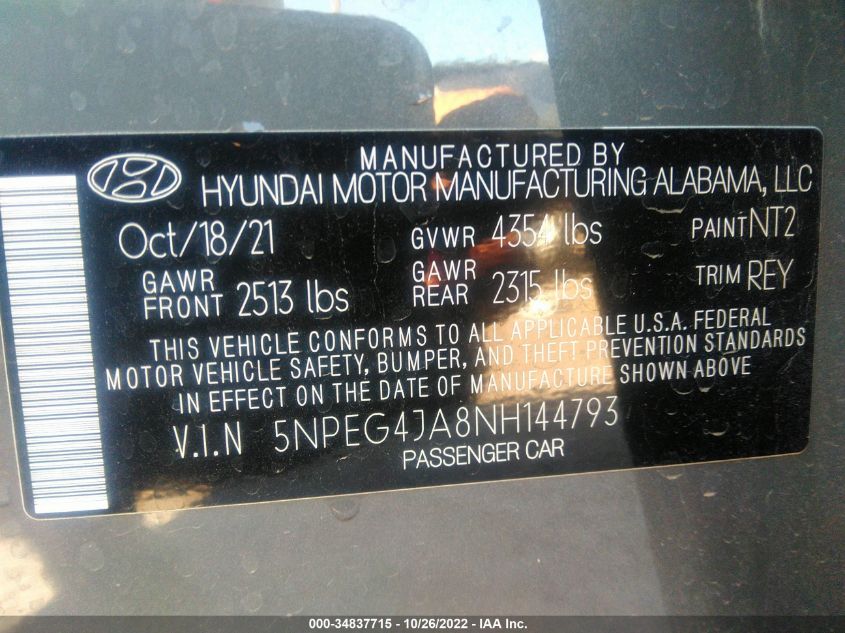 MANUFACTURED BY
HYUNDAI MOTOR MANUFACTURING ALABAMA, LLC
Oct/18/21 GVWR 4354 lbs PAINT NT2
GAWR FRONT 2513 lbs GAWR REAR 2315 lbs TRIM REY
THIS VEHICLE CONFORMS TO ALL APPLICABLE U.S.A. FEDERAL
MOTOR VEHICLE SAFETY, BUMPER, AND THEFT PREVENTION STANDARDS
IN EFFECT ON THE DATE OF MANUFACTURE SHOWN ABOVE
V.I.N 5NPEG4JA8NH144793
PASSENGER CAR
000-34837715 - 10/26/2022 - IAA Inc.